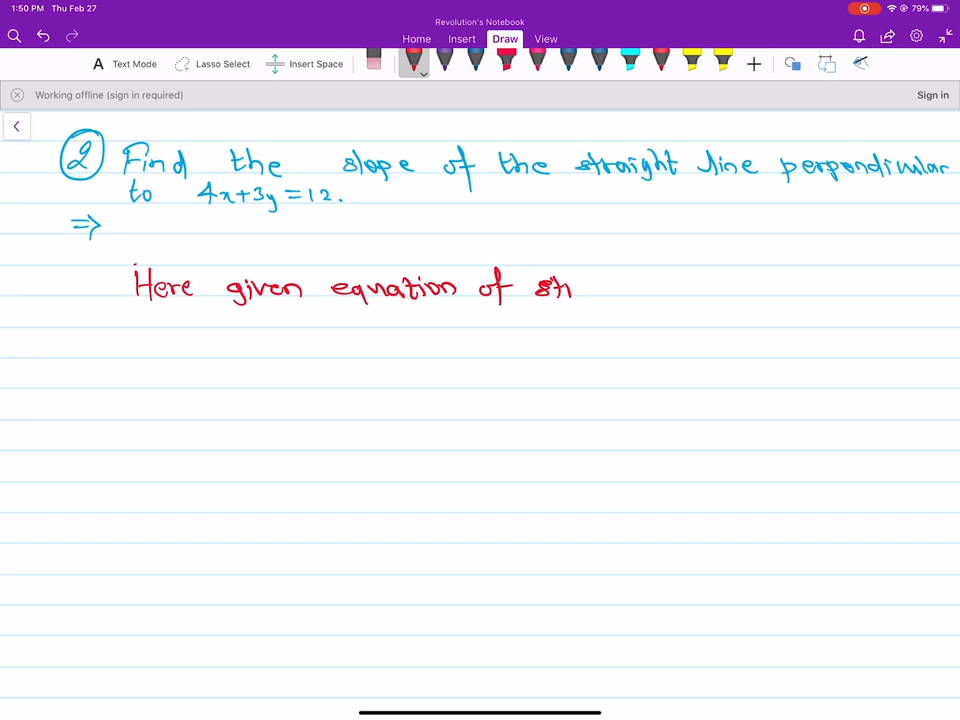 1:50 PM Thu Feb 27
79%
Revolution's Notebook
Home Insert Draw View
A Text Mode Lasso Select Insert Space
Working offline (sign in required) Sign in
② Find the slope of the straight line perpendicular
to 4x+3y=12.
⇒
Here given equation of st